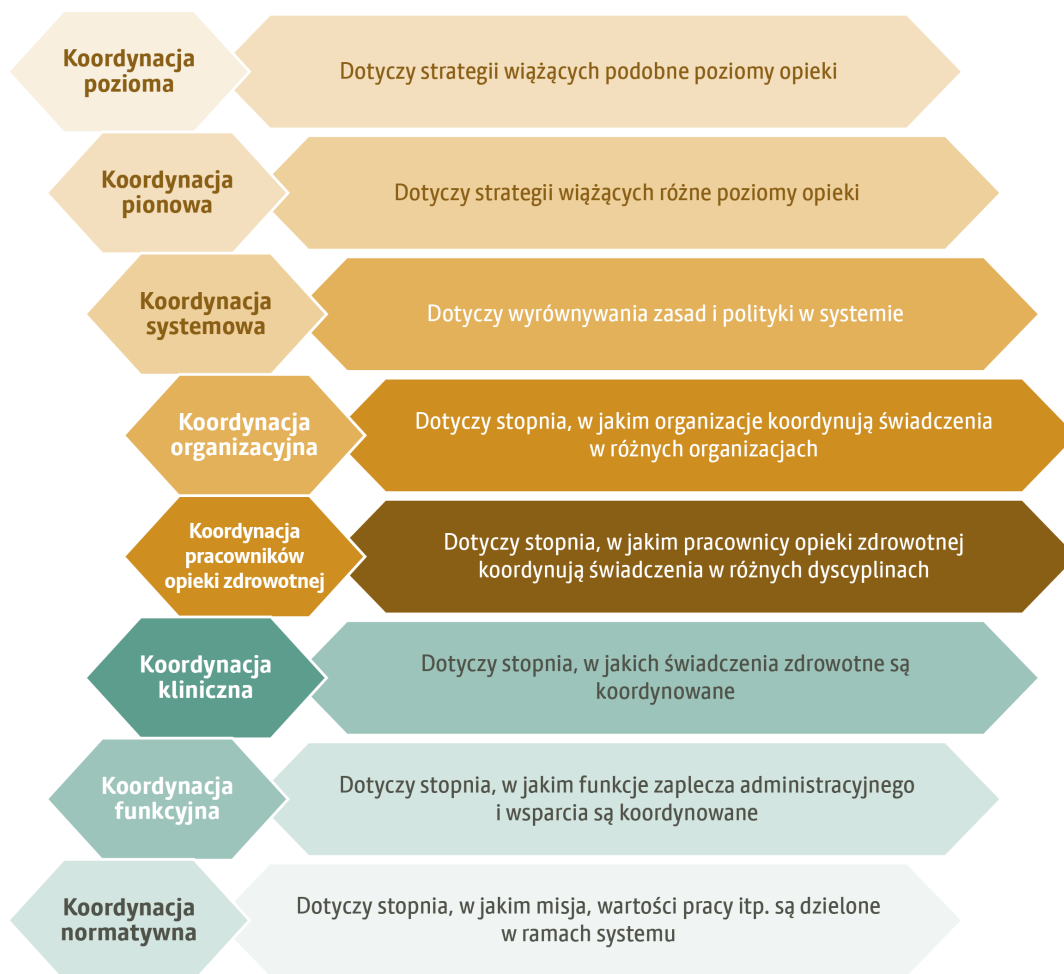 Koordynacja
pozioma
Dotyczy strategii wiążących podobne poziomy opieki
Koordynacja
pionowa
Dotyczy strategii wiążących różne poziomy opieki
Koordynacja
systemowa
Dotyczy wyrównywania zasad i polityki w systemie
Koordynacja
organizacyjna
Dotyczy stopnia, w jakim organizacje koordynują świadczenia
w różnych organizacjach
Koordynacja
pracowników
opieki zdrowotnej
Dotyczy stopnia, w jakim pracownicy opieki zdrowotnej
koordynują świadczenia w różnych dyscyplinach
Koordynacja
kliniczna
Dotyczy stopnia, w jakich świadczenia zdrowotne są
koordynowane
Koordynacja
funkcyjna
Dotyczy stopnia, w jakim funkcje zaplecza administracyjnego
i wsparcia są koordynowane
Koordynacja
normatywna
Dotyczy stopnia, w jakim misja, wartości pracy itp. są dzielone
w ramach systemu